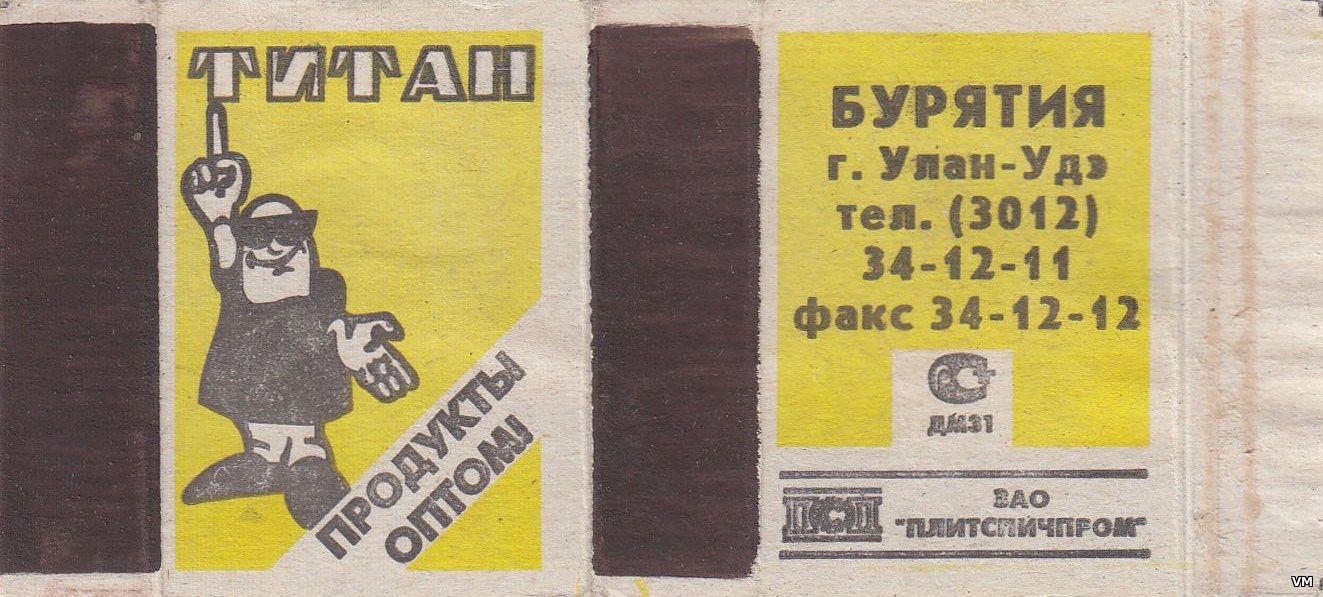 ТИТАН
ПРОДУКТЫ
ОПТОМ!
БУРЯТИЯ
г. Улан-Удэ
тел. (3012)
34-12-11
факс 34-12-12
ДМ31
ПСП
ЗАО
"ПЛИТСПИЧПРОМ"
VM